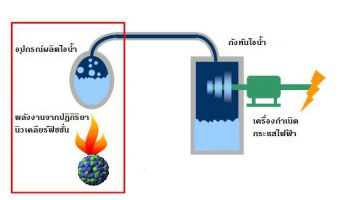 อุปกรณ์ผลิตไอน้ำ
กังหันไอน้ำ
พลังงานจากปฏิกิริยา
นิวเคลียร์ฟิชชั่น
เครื่องกำเนิด
กระแสไฟฟ้า